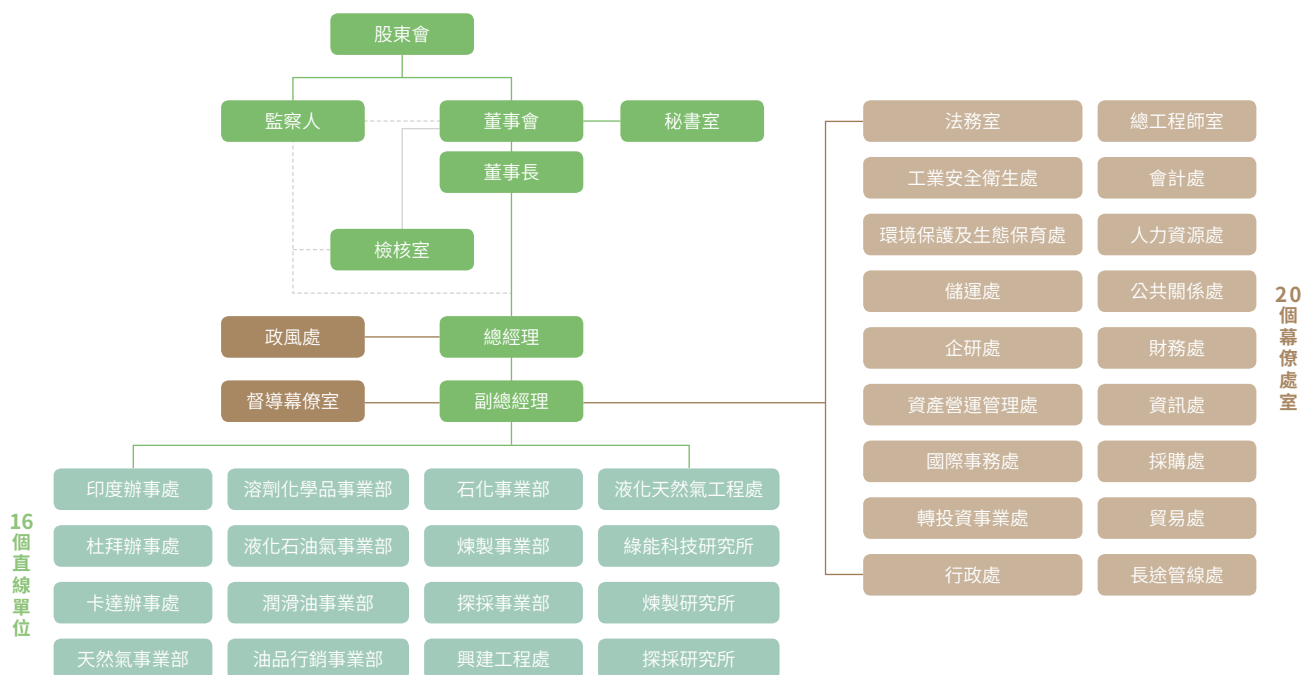 股東會
監察人
董事會
秘書室
董事長
檢核室
政風處
總經理
督導幕僚室
副總經理
16個直線單位
印度辦事處
溶劑化學品事業部
石化事業部
液化天然氣工程處
杜拜辦事處
液化石油氣事業部
煉製事業部
綠能科技研究所
卡達辦事處
潤滑油事業部
探採事業部
煉製研究所
天然氣事業部
油品行銷事業部
興建工程處
探採研究所
法務室
總工程師室
工業安全衛生處
會計處
環境保護及生態保育處
人力資源處
儲運處
公共關係處
企研處
財務處
資產營運管理處
資訊處
國際事務處
採購處
轉投資事業處
貿易處
行政處
長途管線處
20個幕僚處室